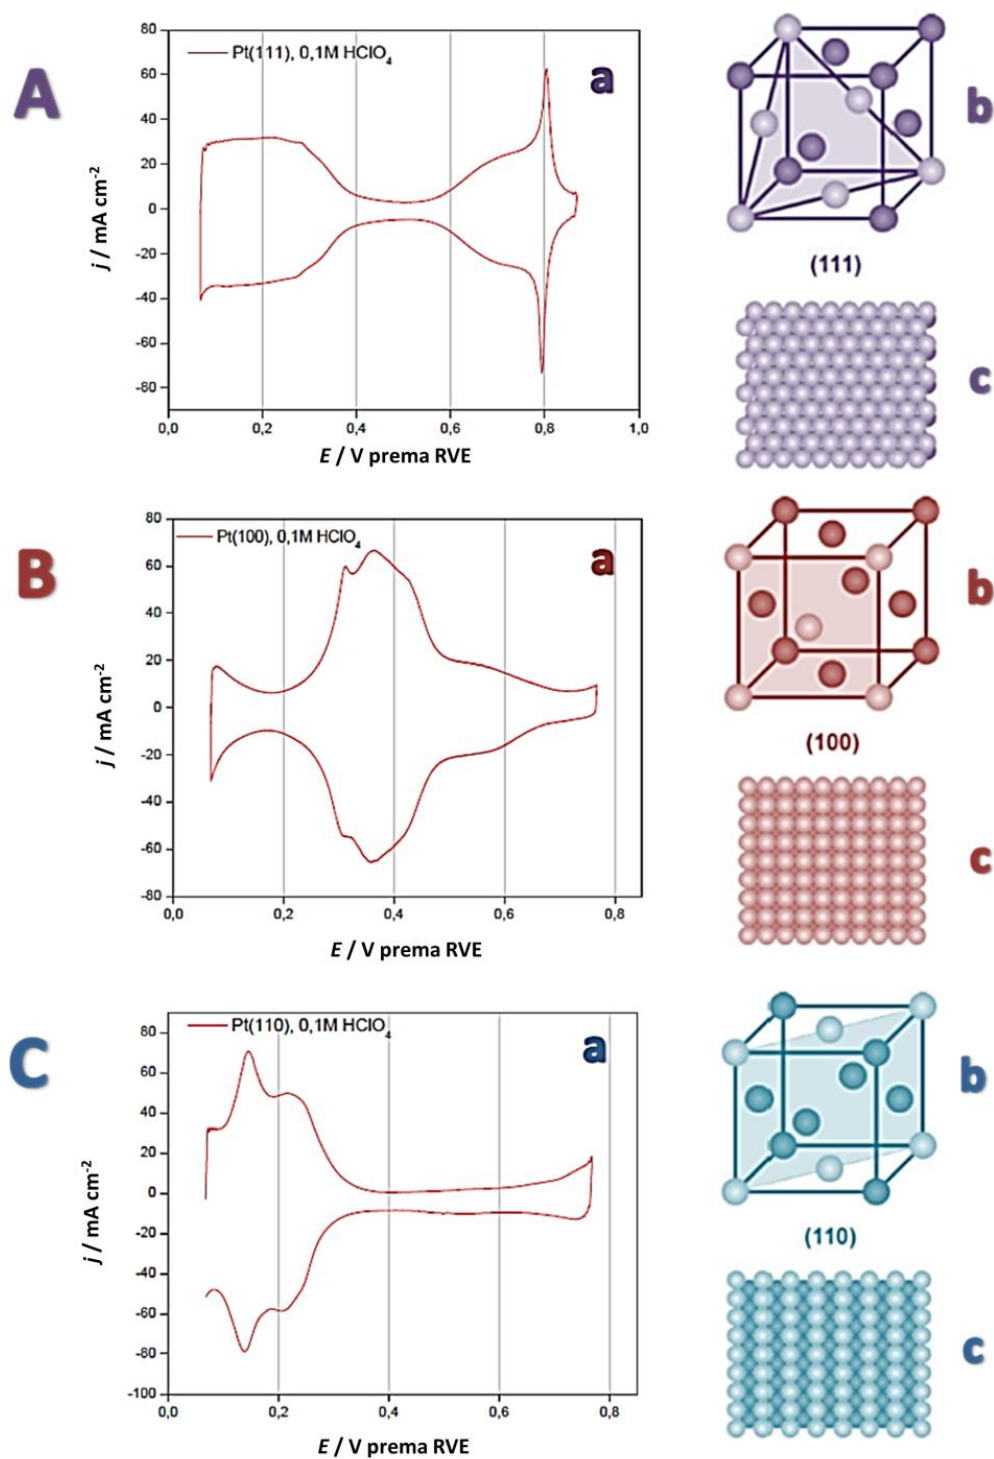 A
a
Pt(111), 0,1M HClO₄
80
60
40
20
0
-20
-40
-60
-80
j / mA cm⁻²
0,0 0,2 0,4 0,6 0,8 1,0
E / V prema RVE
b
(111)
c
B
a
Pt(100), 0,1M HClO₄
80
60
40
20
0
-20
-40
-60
-80
j / mA cm⁻²
0,0 0,2 0,4 0,6 0,8
E / V prema RVE
b
(100)
c
C
a
Pt(110), 0,1M HClO₄
80
60
40
20
0
-20
-40
-60
-80
-100
j / mA cm⁻²
0,0 0,2 0,4 0,6 0,8
E / V prema RVE
b
(110)
c